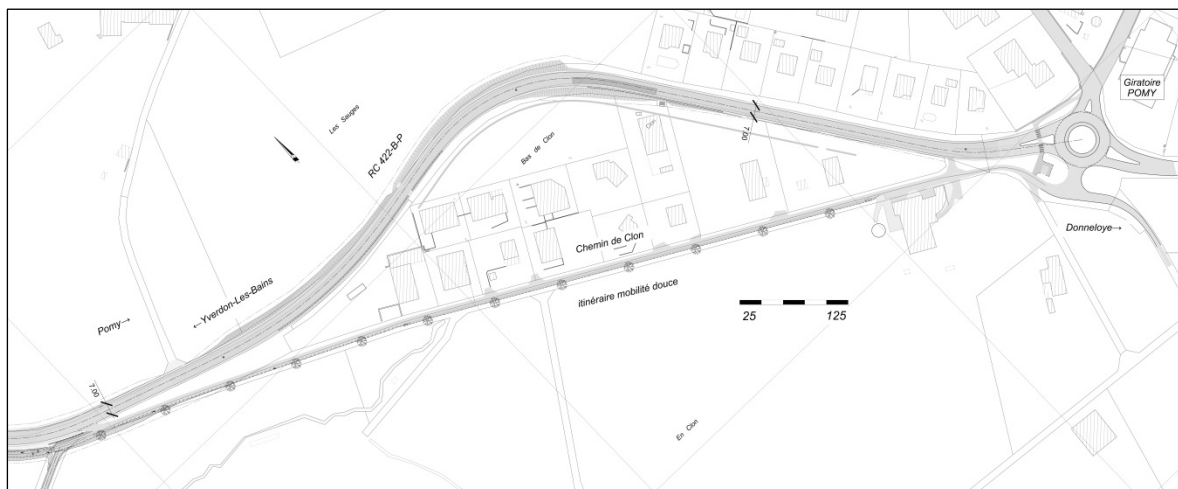 Giratoire
POMY
Les Sauges
RC 422-B-P
7.00
Clon
Bas de Clon
Chemin de Clon
Donneloye→
itinéraire mobilité douce
←Yverdon-Les-Bains
Pomy→
25 125
7.00
En Clon